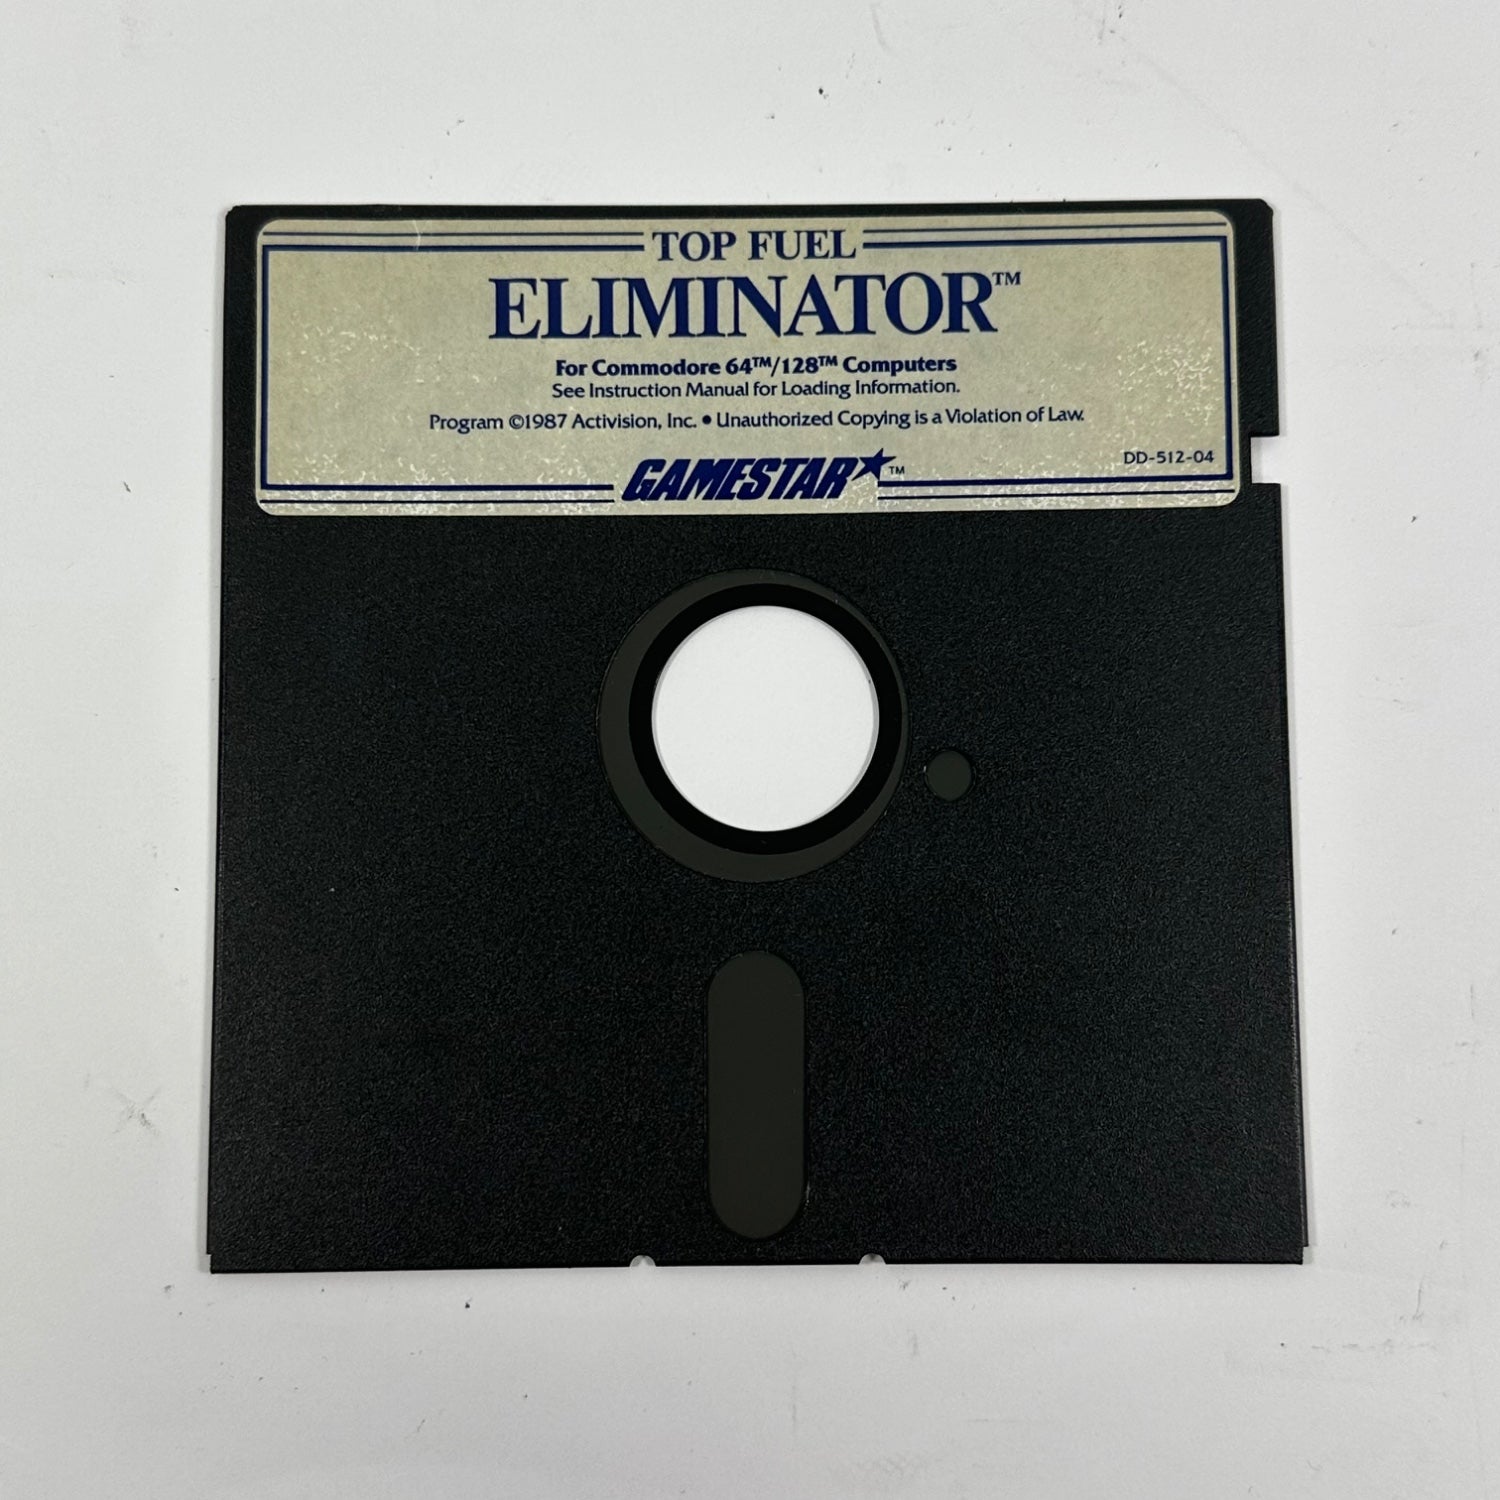 TOP FUEL
ELIMINATOR™
For Commodore 64™/128™ Computers
See Instruction Manual for Loading Information.
Program ©1987 Activision, Inc. • Unauthorized Copying is a Violation of Law.
DD-512-04
GAMESTAR™